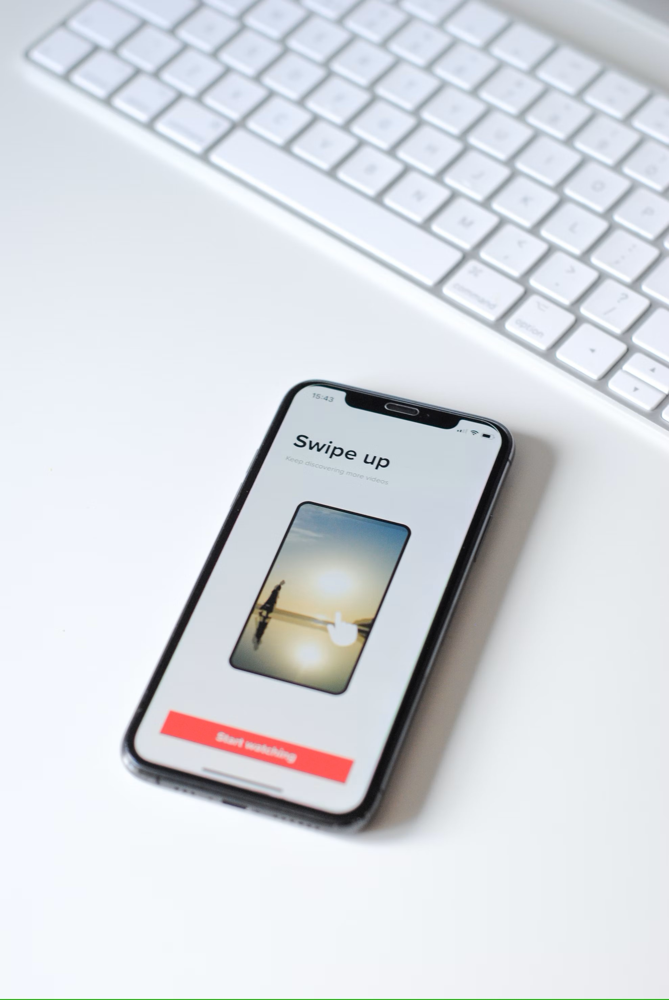 C
V
B
N
M
<
,
>
.
?
/
G
H
J
K
L
:
;
Y
U
I
O
P
⌘
command
⌥
option
15:43
Swipe up
Keep discovering more videos
Start watching